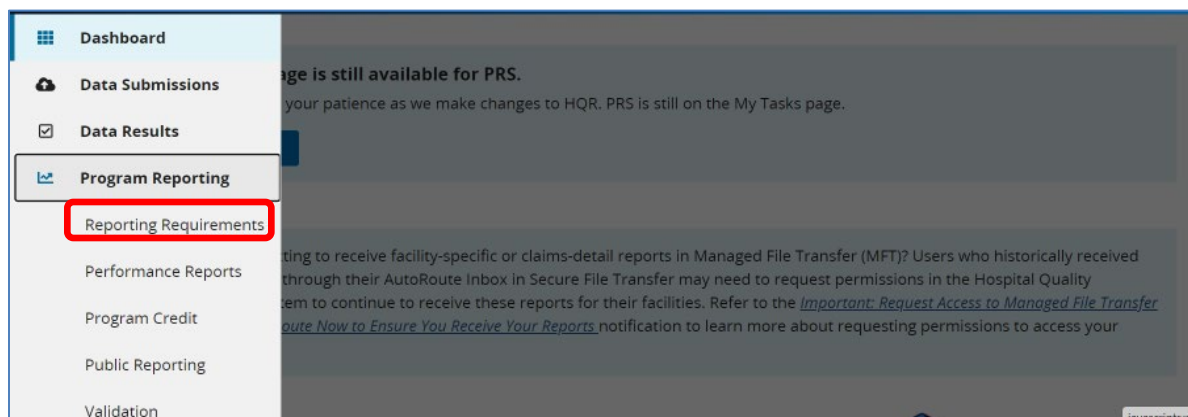 Dashboard
Data Submissions
Data Results
Program Reporting
Reporting Requirements
Performance Reports
Program Credit
Public Reporting
Validation
age is still available for PRS.
your patience as we make changes to HQR. PRS is still on the My Tasks page.
ting to receive facility-specific or claims-detail reports in Managed File Transfer (MFT)? Users who historically received
through their AutoRoute Inbox in Secure File Transfer may need to request permissions in the Hospital Quality
tem to continue to receive these reports for their facilities. Refer to the Important: Request Access to Managed File Transfer
oute Now to Ensure You Receive Your Reports notification to learn more about requesting permissions to access your